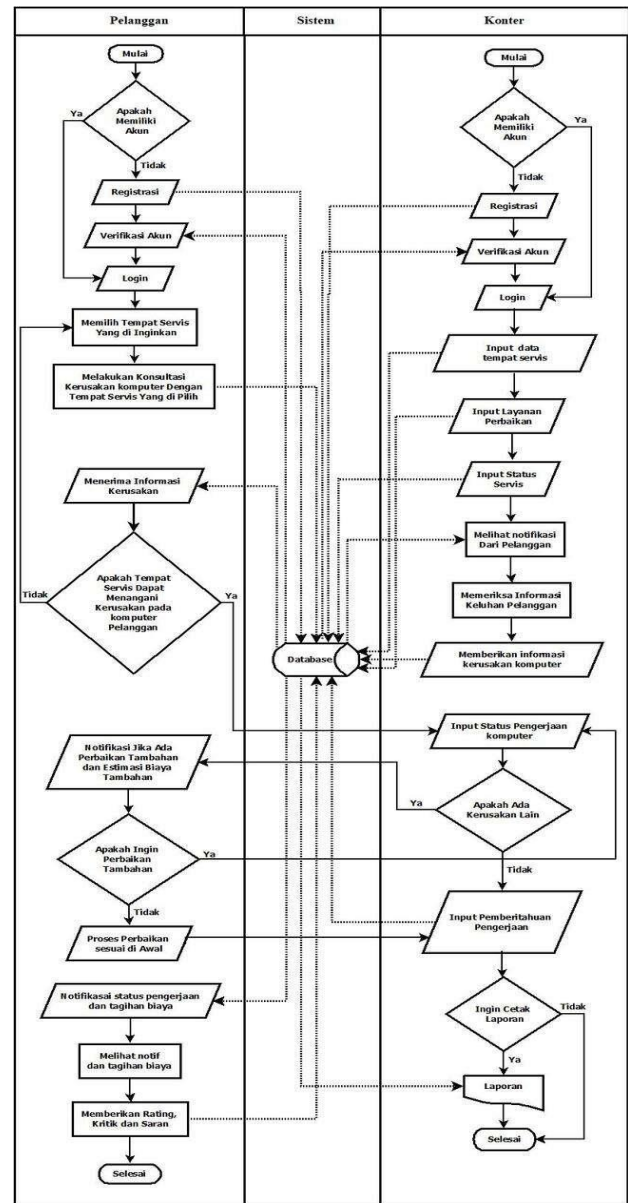 Pelanggan
Sistem
Konter
Mulai
Apakah
Memiliki
Akun
Ya
Tidak
Registrasi
Verifikasi Akun
Login
Memilih Tempat Servis
Yang di Inginkan
Melakukan Konsultasi
Kerusakan komputer Dengan
Tempat Servis Yang di Pilih
Menerima Informasi
Kerusakan
Tidak
Apakah Tempat
Servis Dapat
Menangani
Kerusakan pada
komputer
Pelanggan
Ya
Notifikasi Jika Ada
Perbaikan Tambahan
dan Estimasi Biaya
Tambahan
Apakah Ingin
Perbaikan
Tambahan
Ya
Tidak
Proses Perbaikan
sesuai di Awal
Notifikasai status pengerjaan
dan tagihan biaya
Melihat notif
dan tagihan biaya
Memberikan Rating,
Kritik dan Saran
Selesai
Database
Mulai
Apakah
Memiliki
Akun
Ya
Tidak
Registrasi
Verifikasi Akun
Login
Input data
tempat servis
Input Layanan
Perbaikan
Input Status
Servis
Melihat notifikasi
Dari Pelanggan
Memeriksa Informasi
Keluhan Pelanggan
Memberikan informasi
kerusakan komputer
Input Status Pengerjaan
komputer
Ya
Apakah Ada
Kerusakan Lain
Tidak
Input Pemberitahuan
Pengerjaan
Ingin Cetak
Laporan
Tidak
Ya
Laporan
Selesai